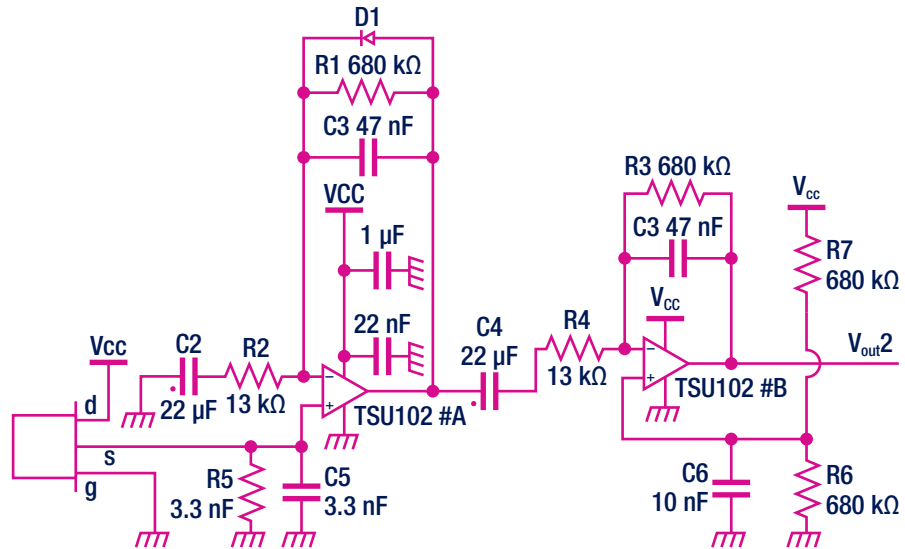 D1
R1 680 kΩ
C3 47 nF
VCC
1 µF
22 nF
R3 680 kΩ
C3 47 nF
Vcc
Vcc
R7
680 kΩ
C4
22 µF
R4
13 kΩ
Vout2
Vcc
C2
22 µF
R2
13 kΩ
−
+
TSU102 #A
−
+
TSU102 #B
d
s
g
R5
3.3 nF
C5
3.3 nF
C6
10 nF
R6
680 kΩ